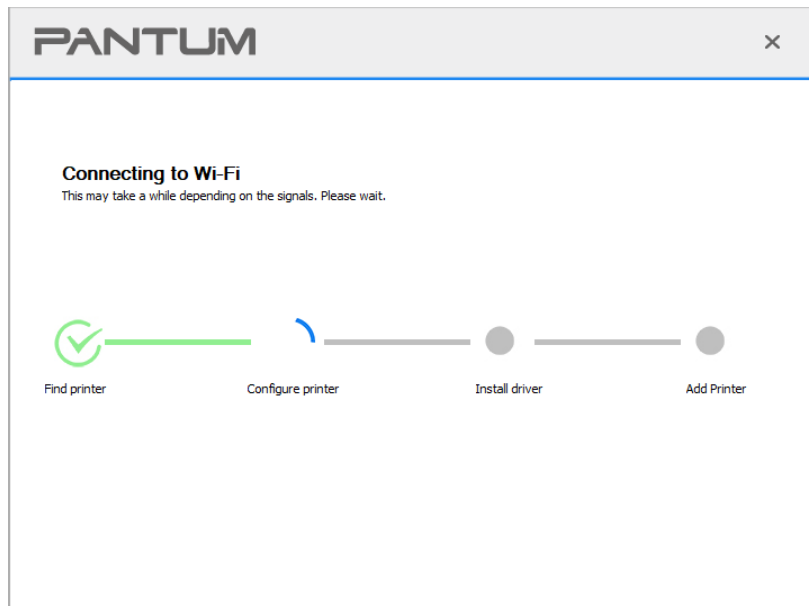 PANTUM
Connecting to Wi-Fi
This may take a while depending on the signals. Please wait.
Find printer
Configure printer
Install driver
Add Printer